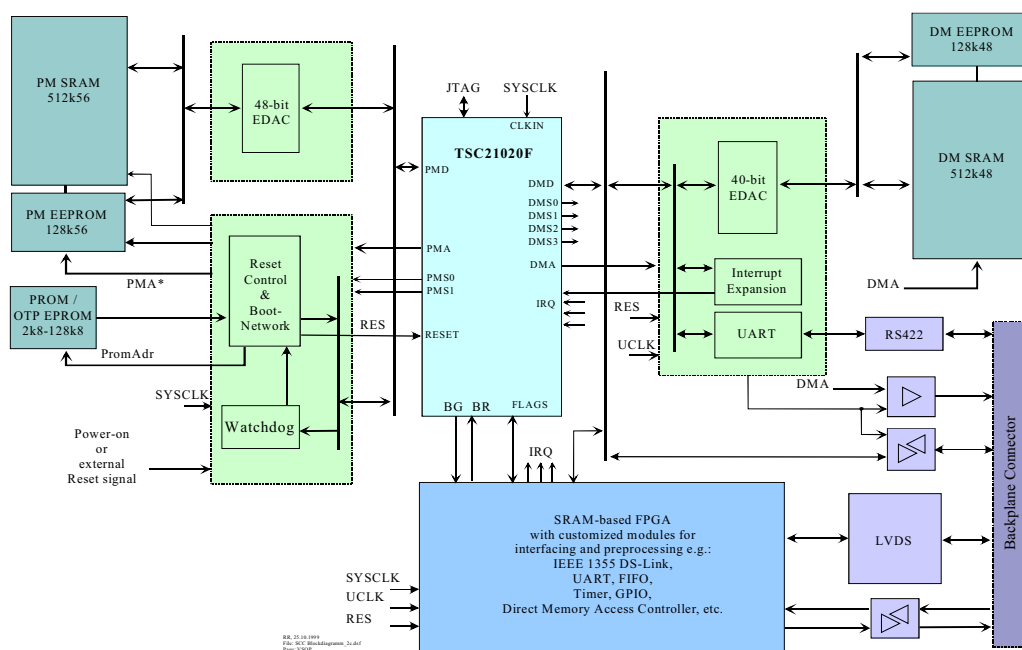 PM SRAM
512k56
PM EEPROM
128k56
PMA*
PROM /
OTP EPROM
2k8-128k8
PromAdr
SYSCLK
Power-on
or
external
Reset signal
48-bit
EDAC
Reset
Control
&
Boot-
Network
RES
Watchdog
JTAG
SYSCLK
CLKIN
TSC21020F
PMD
DMD
DMS0
DMS1
DMS2
DMS3
PMA
DMA
PMS0
PMS1
IRQ
RESET
FLAGS
BG
BR
IRQ
40-bit
EDAC
Interrupt
Expansion
UART
RES
UCLK
DM EEPROM
128k48
DM SRAM
512k48
DMA
RS422
DMA
LVDS
Backplane Connector
SRAM-based FPGA
with customized modules for
interfacing and preprocessing e.g.:
IEEE 1355 DS-Link,
UART, FIFO,
Timer, GPIO,
Direct Memory Access Controller, etc.
SYSCLK
UCLK
RES
RR, 25.10.1999
File: SCC Blockdiagramm_2c.dsf